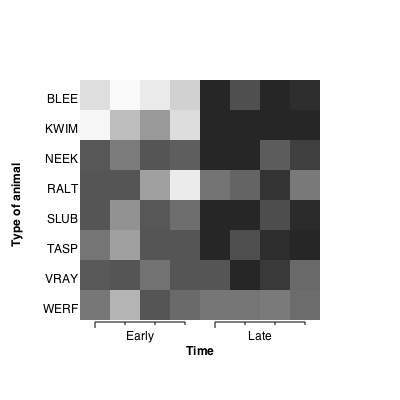 BLEE
KWIM
NEEK
RALT
SLUB
TASP
VRAY
WERF
Type of animal
Early Late
Time